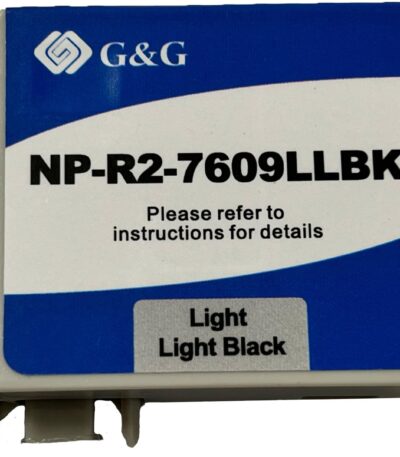 G&G
NP-R2-7609LLBK
Please refer to
instructions for details
Light
Light Black